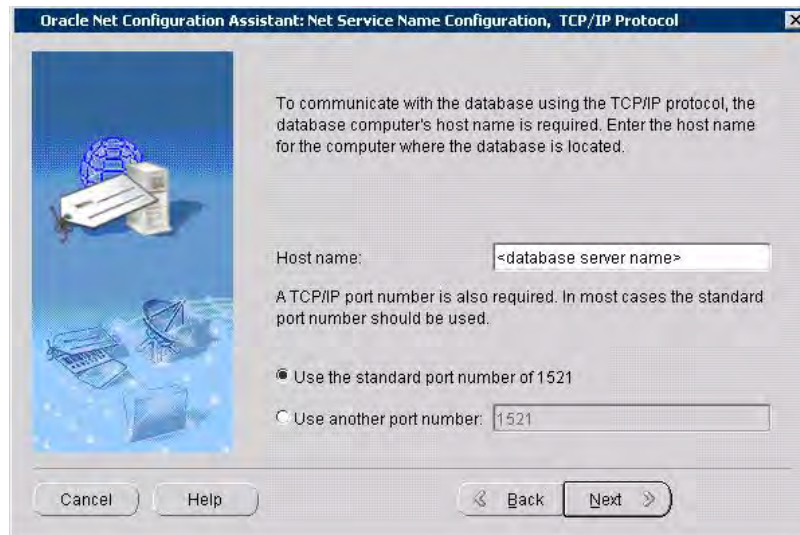 Oracle Net Configuration Assistant: Net Service Name Configuration, TCP/IP Protocol
To communicate with the database using the TCP/IP protocol, the
database computer's host name is required. Enter the host name
for the computer where the database is located.
Host name: <database server name>
A TCP/IP port number is also required. In most cases the standard
port number should be used.
Use the standard port number of 1521
Use another port number: 1521
Cancel Help Back Next